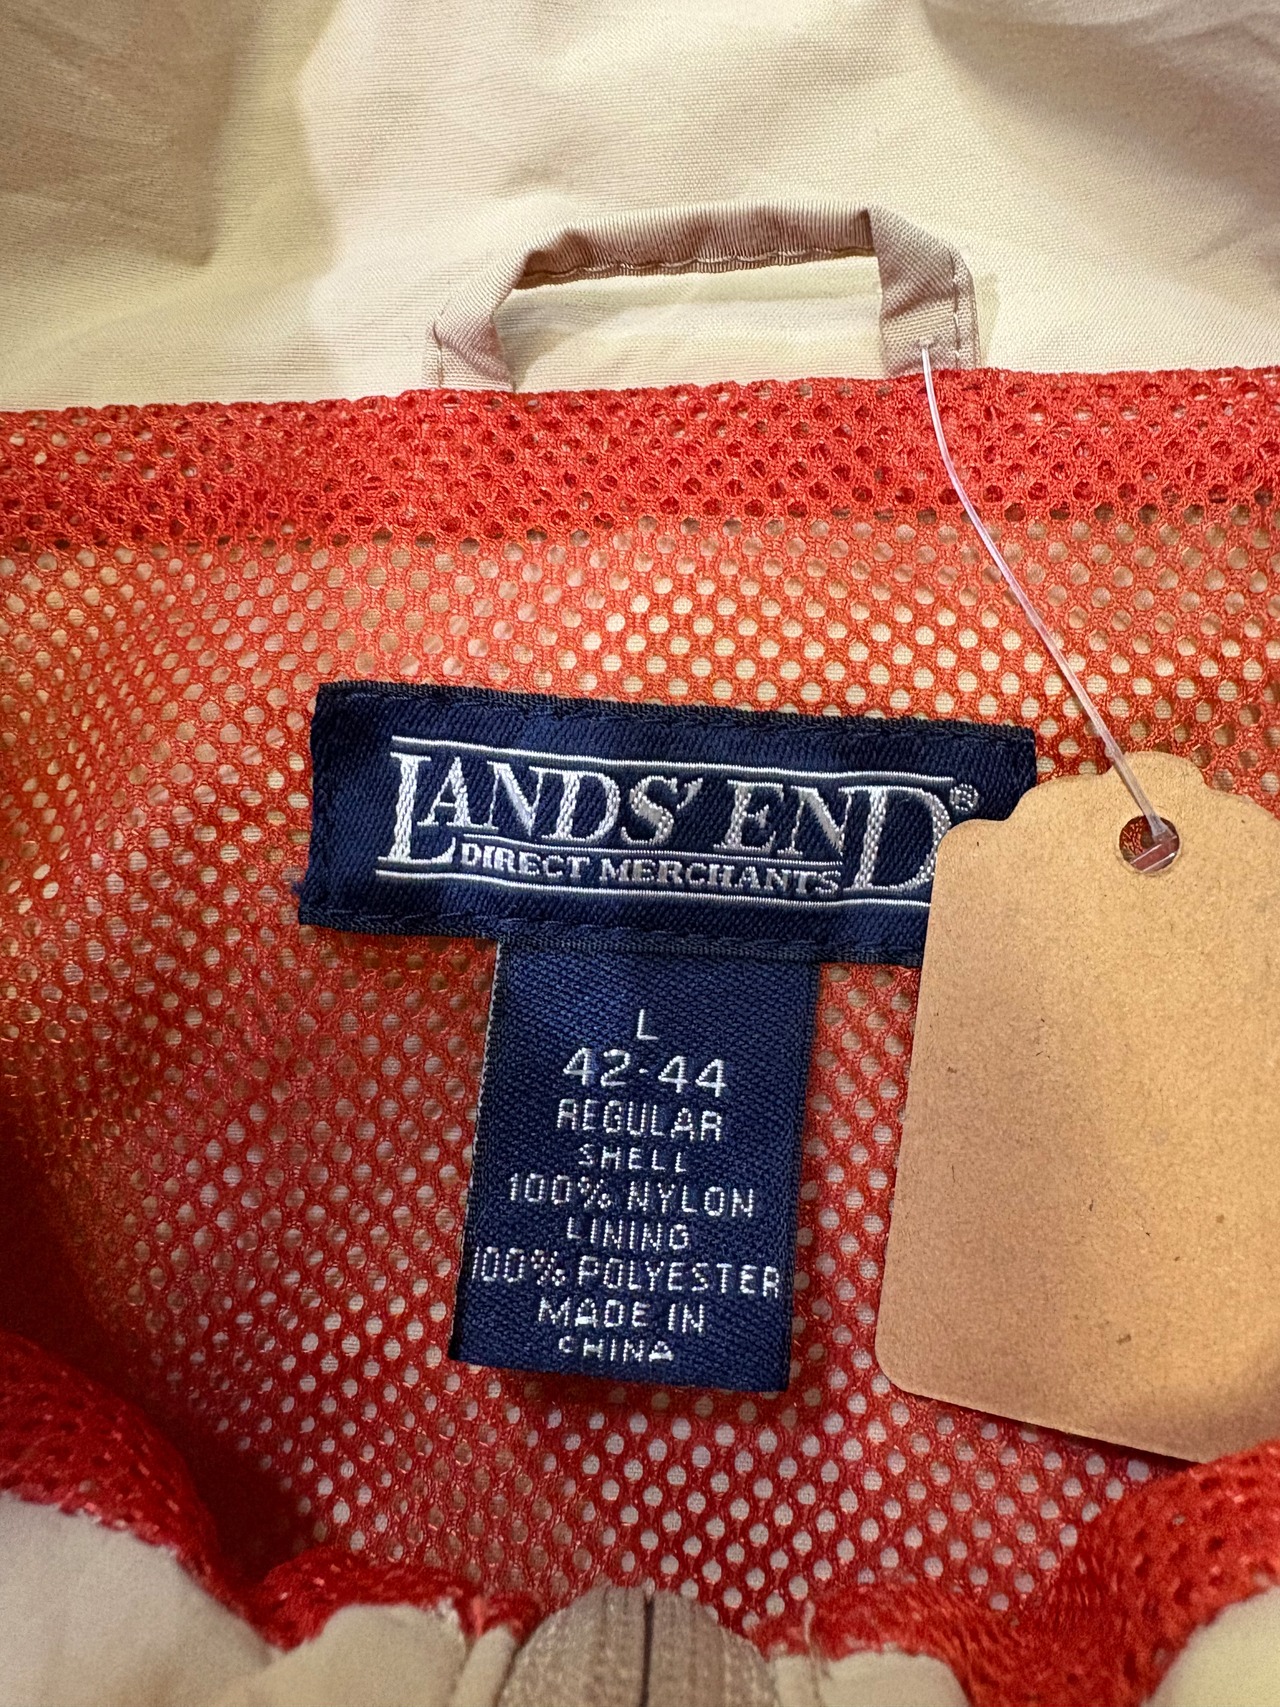 LANDS' END®
DIRECT MERCHANTS
L
42-44
REGULAR
SHELL
100% NYLON
LINING
100% POLYESTER
MADE IN
CHINA